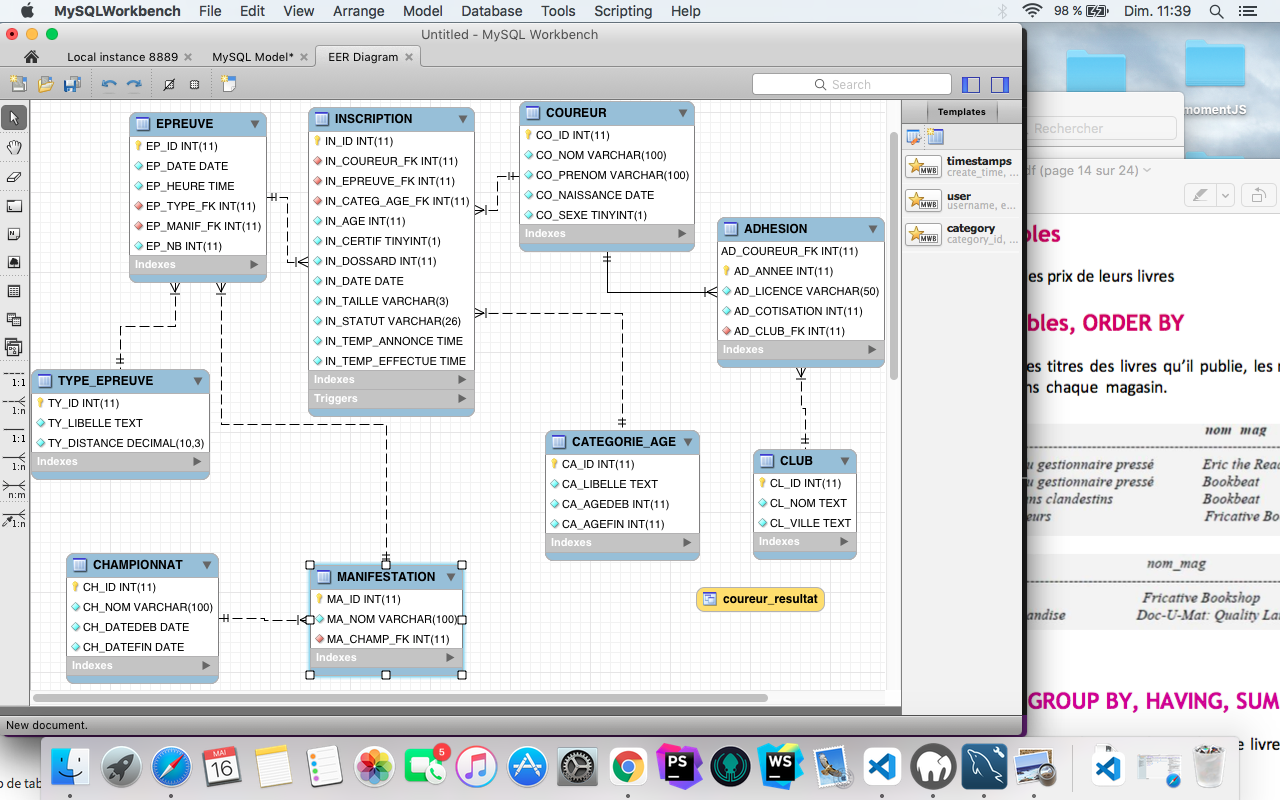 MySQLWorkbench File Edit View Arrange Model Database Tools Scripting Help 98 % Dim. 11:39
Untitled - MySQL Workbench
Local instance 8889 MySQL Model* EER Diagram
Search
Templates
timestamps
create_time, ...
user
username, e...
category
category_id, ...
EPREUVE
EP_ID INT(11)
EP_DATE DATE
EP_HEURE TIME
EP_TYPE_FK INT(11)
EP_MANIF_FK INT(11)
EP_NB INT(11)
Indexes
INSCRIPTION
IN_ID INT(11)
IN_COUREUR_FK INT(11)
IN_EPREUVE_FK INT(11)
IN_CATEG_AGE_FK INT(11)
IN_AGE INT(11)
IN_CERTIF TINYINT(1)
IN_DOSSARD INT(11)
IN_DATE DATE
IN_TAILLE VARCHAR(3)
IN_STATUT VARCHAR(26)
IN_TEMP_ANNONCE TIME
IN_TEMP_EFFECTUE TIME
Indexes
Triggers
COUREUR
CO_ID INT(11)
CO_NOM VARCHAR(100)
CO_PRENOM VARCHAR(100)
CO_NAISSANCE DATE
CO_SEXE TINYINT(1)
Indexes
ADHESION
AD_COUREUR_FK INT(11)
AD_ANNEE INT(11)
AD_LICENCE VARCHAR(50)
AD_COTISATION INT(11)
AD_CLUB_FK INT(11)
Indexes
TYPE_EPREUVE
TY_ID INT(11)
TY_LIBELLE TEXT
TY_DISTANCE DECIMAL(10,3)
Indexes
CATEGORIE_AGE
CA_ID INT(11)
CA_LIBELLE TEXT
CA_AGEDEB INT(11)
CA_AGEFIN INT(11)
Indexes
CLUB
CL_ID INT(11)
CL_NOM TEXT
CL_VILLE TEXT
Indexes
CHAMPIONNAT
CH_ID INT(11)
CH_NOM VARCHAR(100)
CH_DATEDEB DATE
CH_DATEFIN DATE
Indexes
MANIFESTATION
MA_ID INT(11)
MA_NOM VARCHAR(100)
MA_CHAMP_FK INT(11)
Indexes
coureur_resultat
1:1
1:n
1:1
1:n
n:m
1:n
New document.
momentJS
Rechercher
df (page 14 sur 24)
bles
es prix de leurs livres
bles, ORDER BY
es titres des livres qu'il publie, les
ns chaque magasin.
nom mag
u gestionnaire pressé Eric the Rea
u gestionnaire pressé Bookbeat
ns clandestins Bookbeat
eurs Fricative Boo
nom_mag
Fricative Bookshop
andise Doc-U-Mat: Quality La
GROUP BY, HAVING, SUM
e livre
p de tab
MAI
16
5
PS
WS